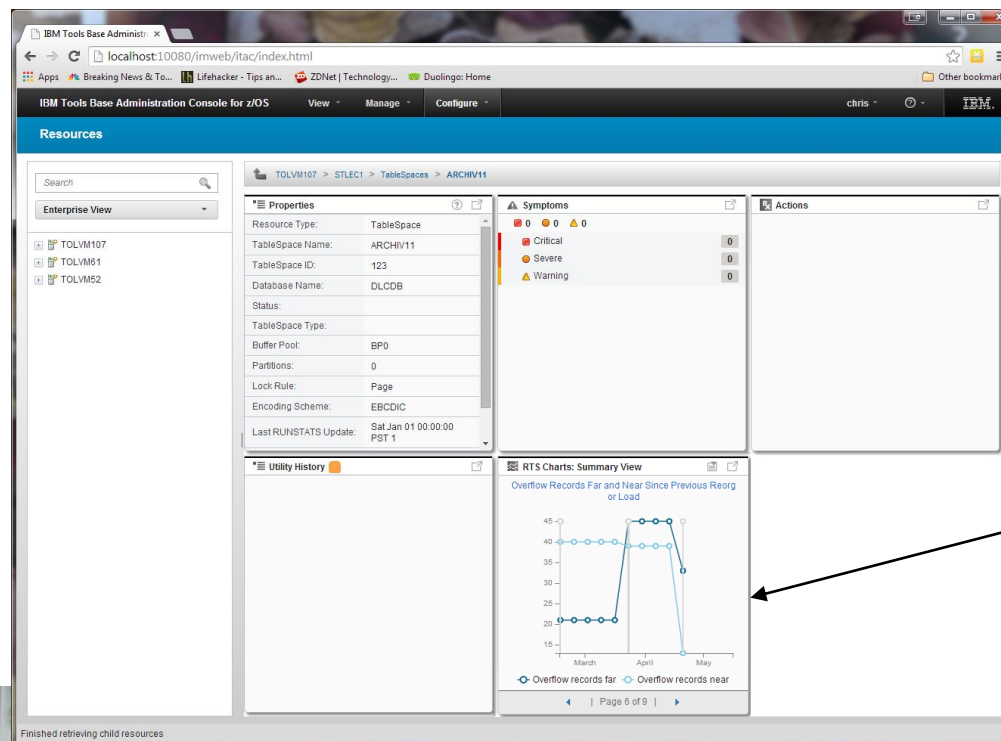 IBM Tools Base Administr
localhost:10080/imweb/itac/index.html
Apps Breaking News & To... Lifehacker - Tips an... ZDNet | Technology... Duolingo: Home Other bookmark
IBM Tools Base Administration Console for z/OS View Manage Configure chris IBM.
Resources
Search
Enterprise View
TOLVM107
TOLVM61
TOLVM52
TOLVM107 > STLEC1 > TableSpaces > ARCHIV11
Properties
Resource Type: TableSpace
TableSpace Name: ARCHIV11
TableSpace ID: 123
Database Name: DLCDB
Status:
TableSpace Type:
Buffer Pool: BP0
Partitions: 0
Lock Rule: Page
Encoding Scheme: EBCDIC
Last RUNSTATS Update: Sat Jan 01 00:00:00
PST 1
Symptoms
0 0 0
Critical 0
Severe 0
Warning 0
Rx Actions
Utility History
RTS Charts: Summary View
Overflow Records Far and Near Since Previous Reorg
or Load
45
40
35
30
25
20
15
March April May
Overflow records far Overflow records near
| Page 6 of 9 |
Finished retrieving child resources